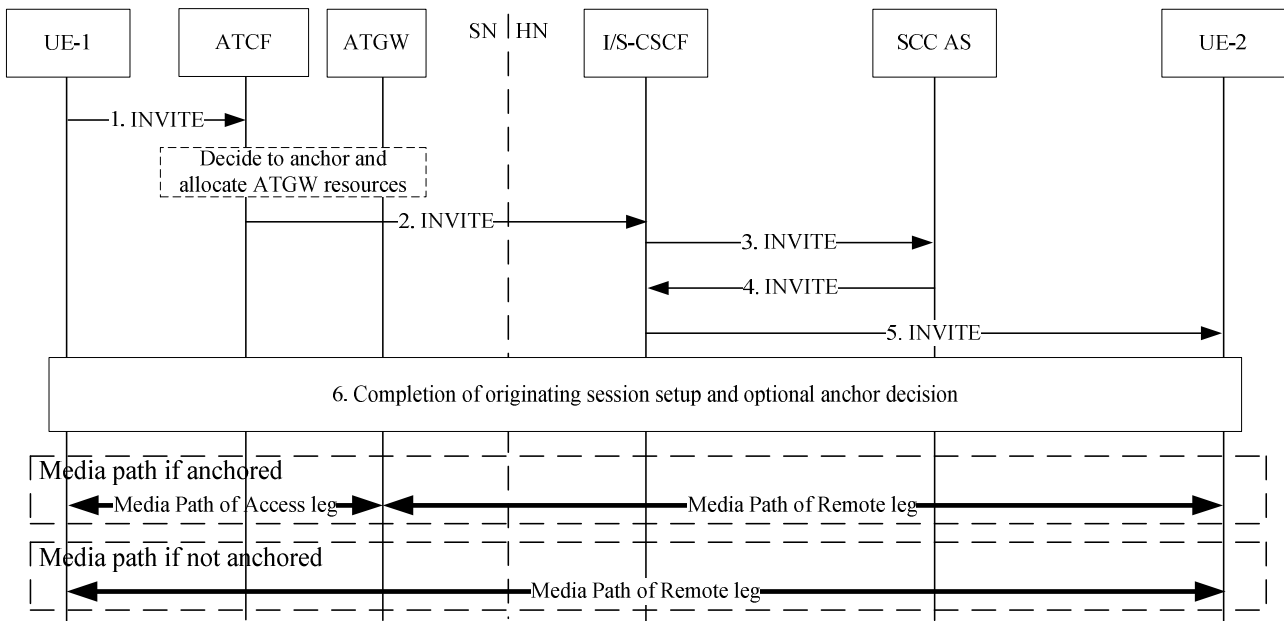 UE-1
ATCF
ATGW
SN
HN
I/S-CSCF
SCC AS
UE-2
1. INVITE
Decide to anchor and
allocate ATGW resources
2. INVITE
3. INVITE
4. INVITE
5. INVITE
6. Completion of originating session setup and optional anchor decision
Media path if anchored
Media Path of Access leg
Media Path of Remote leg
Media path if not anchored
Media Path of Remote leg